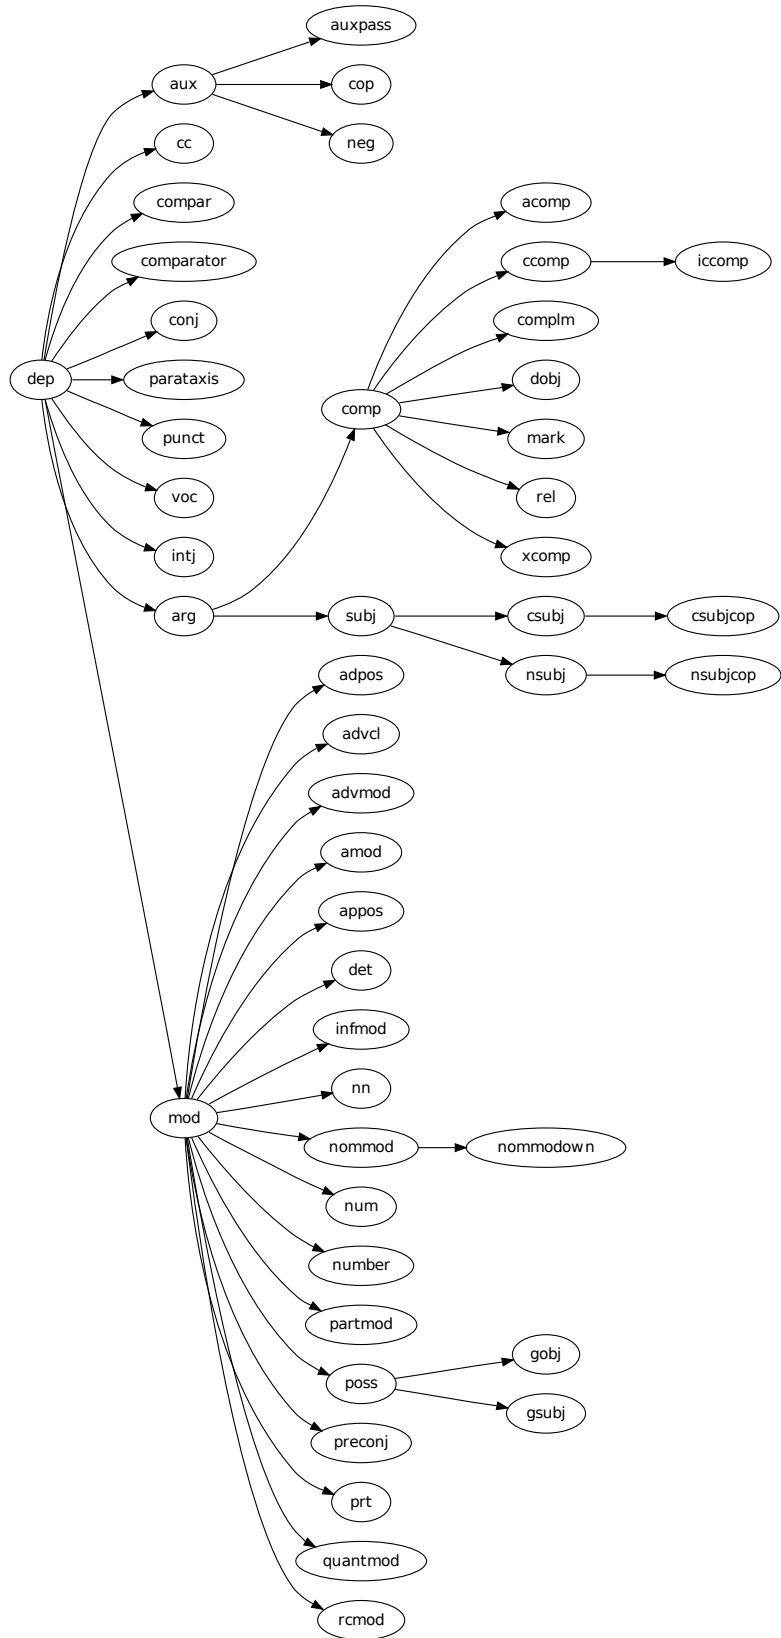 auxpass
aux
cop
cc
neg
compar
acomp
comparator
ccomp
iccomp
conj
complm
dep
parataxis
dobj
comp
punct
mark
voc
rel
intj
xcomp
arg
subj
csubj
csubjcop
adpos
nsubj
nsubjcop
advcl
advmod
amod
appos
det
infmod
nn
mod
nommod
nommodown
num
number
partmod
gobj
poss
gsubj
preconj
prt
quantmod
rcmod